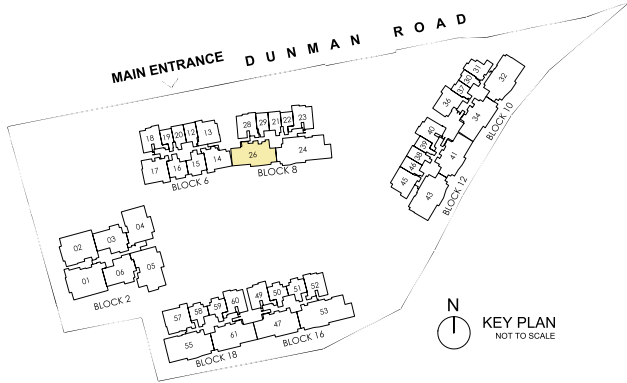 DUNMAN ROAD
MAIN ENTRANCE
18 19 20 12 13
17 16 15 14
BLOCK 6
28 29 21 22 23
26 24
BLOCK 8
31 32
30
37
36 34
BLOCK 10
40
39
38 41
46
45 43
BLOCK 12
02 03 04
01 06 05
BLOCK 2
57 58 59 60
55 61
BLOCK 18
49 50 51 52
47 53
BLOCK 16
N
KEY PLAN
NOT TO SCALE